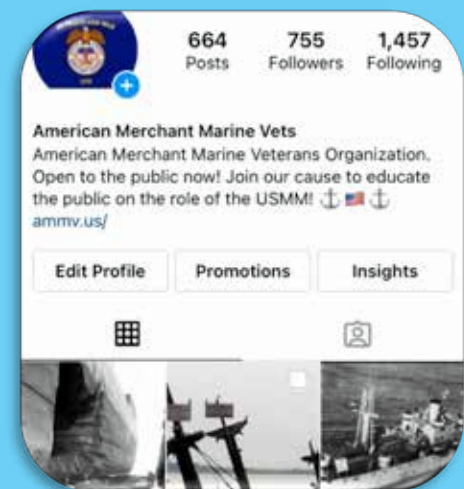 664 755 1,457
Posts Followers Following
American Merchant Marine Vets
American Merchant Marine Veterans Organization.
Open to the public now! Join our cause to educate
the public on the role of the USMM! ⚓ 🇺🇸 ⚓
ammv.us/
Edit Profile Promotions Insights